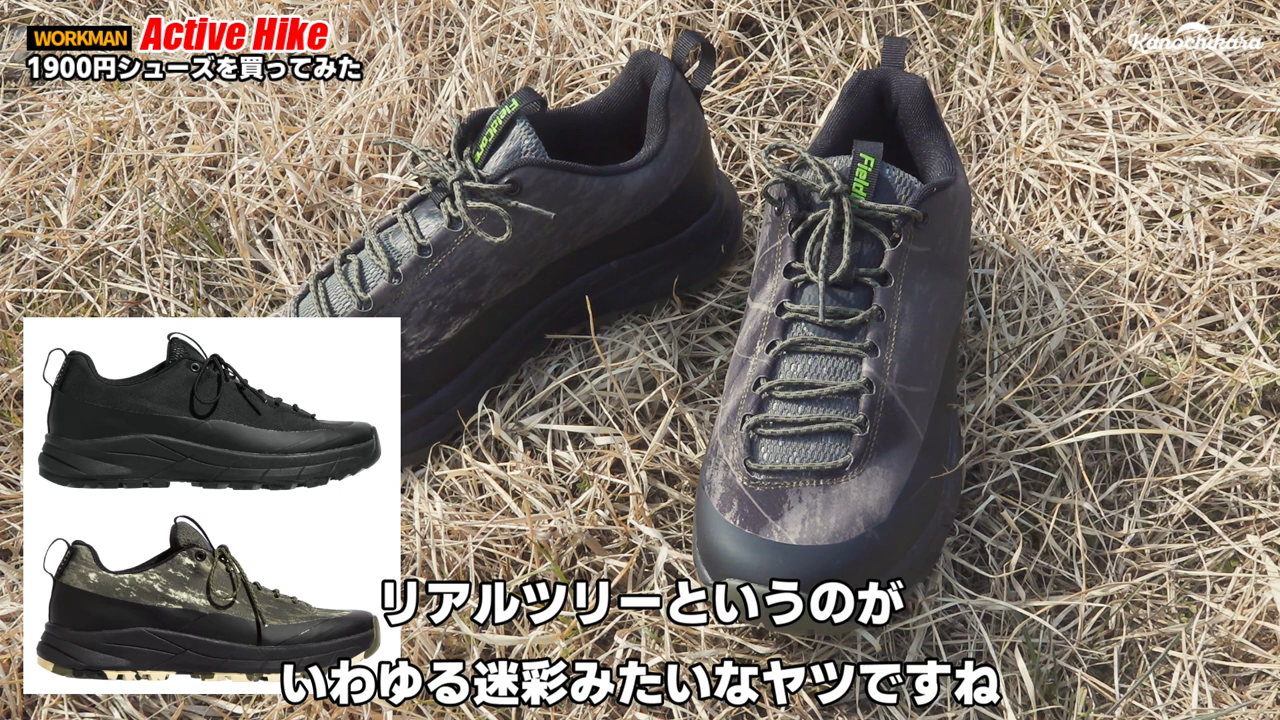 WORKMAN Active Hike
1900円シューズを買ってみた
Kanochikara
FieldCore
Field
リアルツリーというのが
いわゆる迷彩みたいなヤツですね